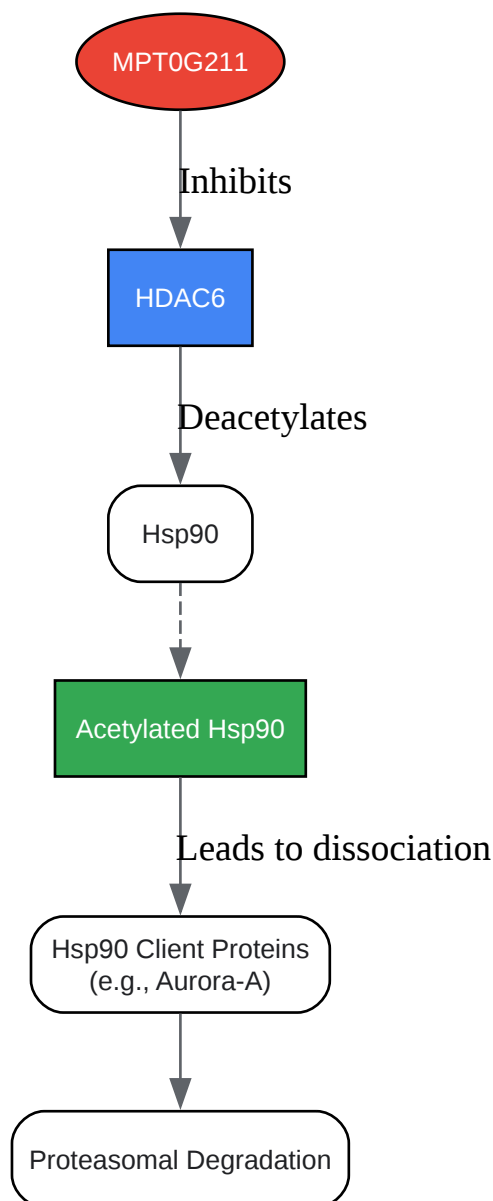 MPT0G211
Inhibits
HDAC6
Deacetylates
Hsp90
Acetylated Hsp90
Leads to dissociation
Hsp90 Client Proteins
(e.g., Aurora-A)
Proteasomal Degradation